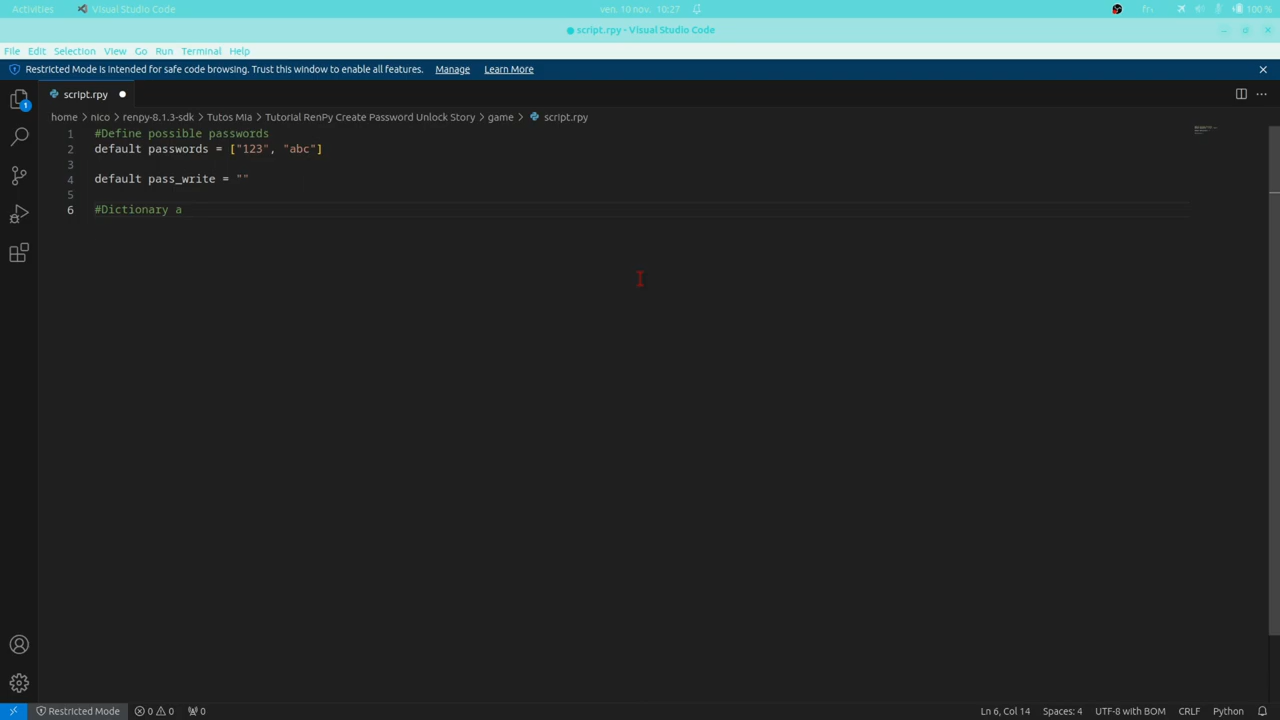 Activities
Visual Studio Code
ven. 10 nov. 10:27
fr₁
100 %
script.rpy - Visual Studio Code
File Edit Selection View Go Run Terminal Help
Restricted Mode is intended for safe code browsing. Trust this window to enable all features. Manage Learn More
script.rpy
home > nico > renpy-8.1.3-sdk > Tutos MIa > Tutorial RenPy Create Password Unlock Story > game > script.rpy
1 #Define possible passwords
2 default passwords = ["123", "abc"]
3
4 default pass_write = ""
5
6 #Dictionary a
1
Restricted Mode 0 0 0
Ln 6, Col 14 Spaces: 4 UTF-8 with BOM CRLF Python